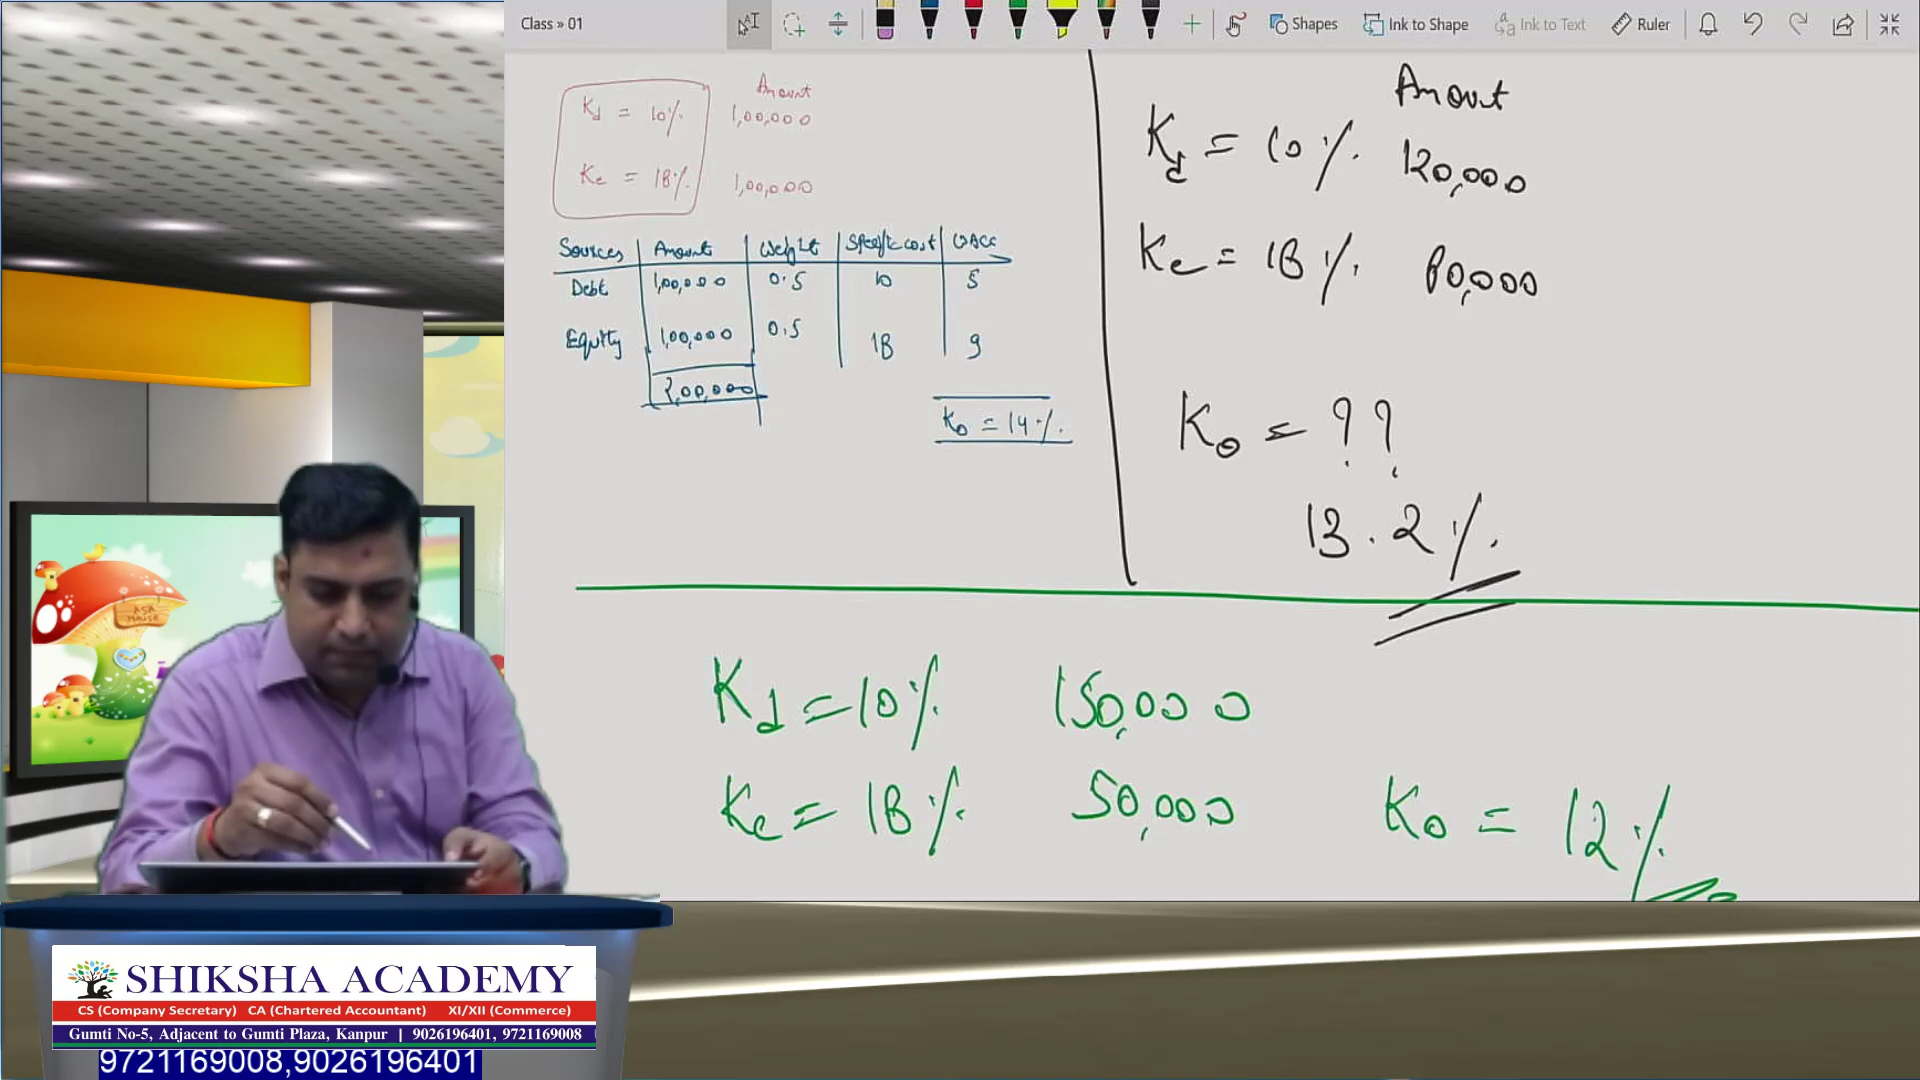 Class » 01
Shapes
Ink to Shape
Ink to Text
Ruler
Amount
Kd = 10% 1,00,000
Ke = 18% 1,00,000
Sources Amount Weight Specific cost WACC
Debt 1,00,000 0.5 10 5
Equity 1,00,000 0.5 18 9
2,00,000
Ko = 14%
Amount
Kd = 10% 120,000
Ke = 18% 80,000
Ko = ??
13.2%
Kd = 10% 150,000
Ke = 18% 50,000 Ko = 12%
ASA
HAUSE
SHIKSHA ACADEMY
CS (Company Secretary) CA (Chartered Accountant) XI/XII (Commerce)
Gumti No-5, Adjacent to Gumti Plaza, Kanpur | 9026196401, 9721169008
9721169008,9026196401